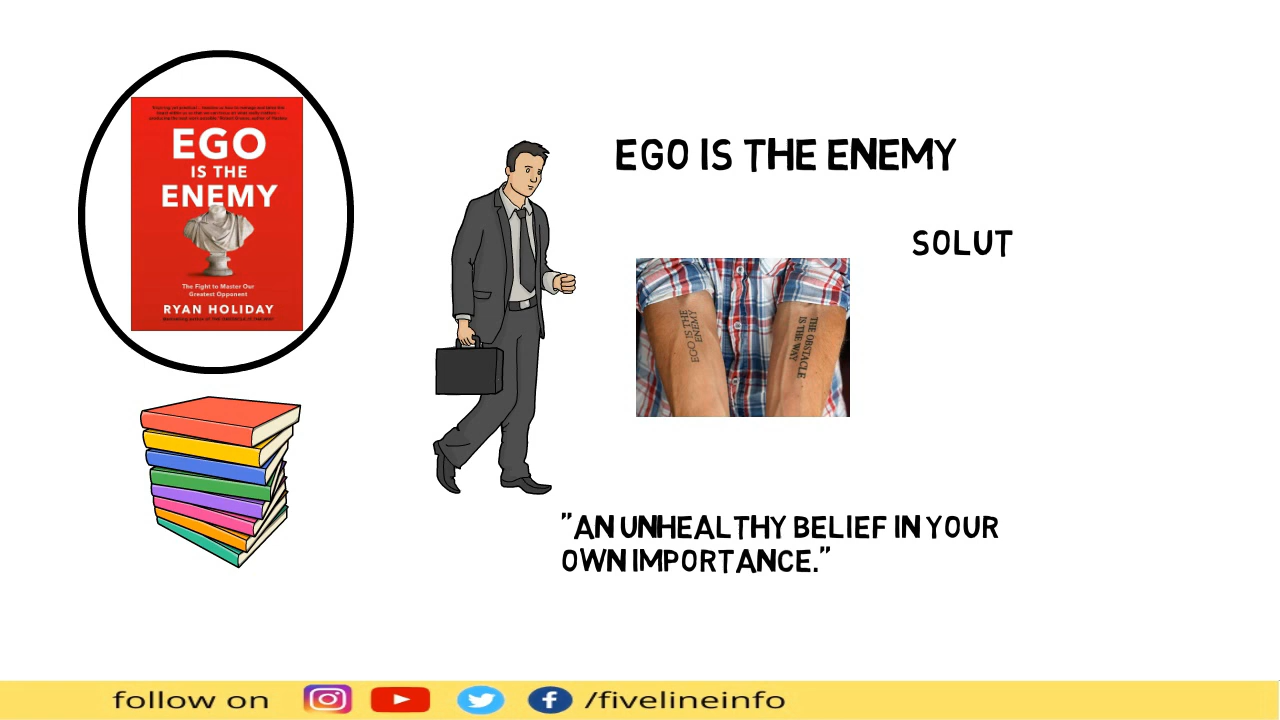 EGO
IS THE
ENEMY
The Fight to Master Our
Greatest Opponent
RYAN HOLIDAY
EGO IS THE ENEMY
SOLUT
EGO IS THE
ENEMY
THE OBSTACLE
IS THE WAY
"AN UNHEALTHY BELIEF IN YOUR
OWN IMPORTANCE."
follow on /fivelineinfo